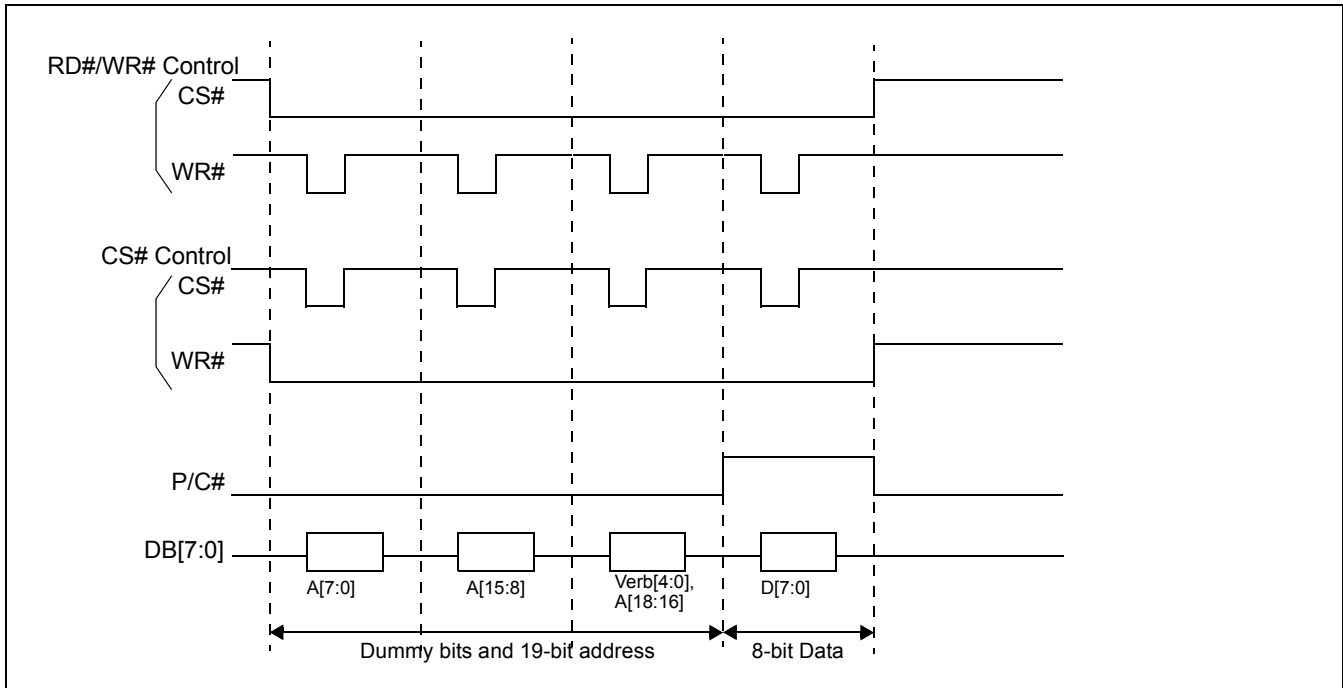 RD#/WR# Control
CS#
WR#
CS# Control
CS#
WR#
P/C#
DB[7:0]
A[7:0]
A[15:8]
Verb[4:0],
A[18:16]
D[7:0]
Dummy bits and 19-bit address
8-bit Data